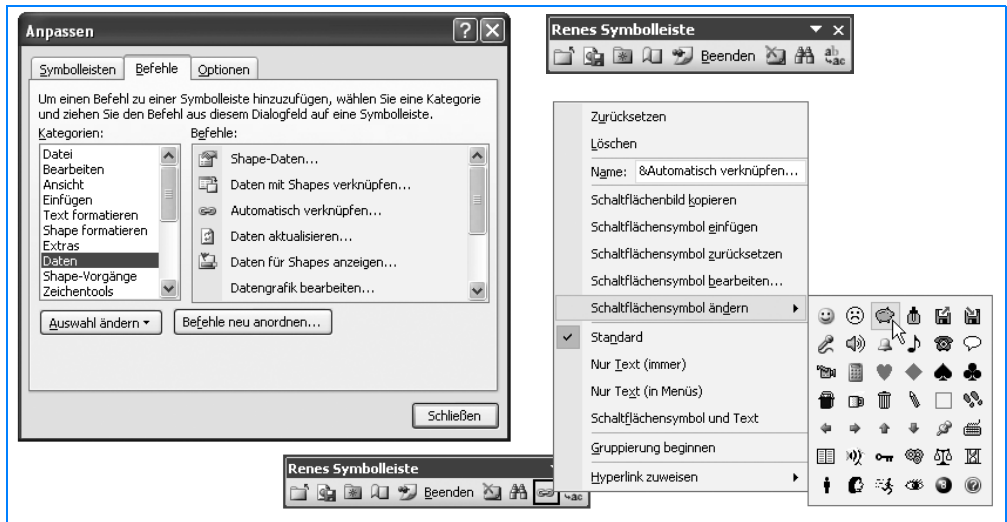 Anpassen
Symbolleisten Befehle Optionen
Um einen Befehl zu einer Symbolleiste hinzuzufügen, wählen Sie eine Kategorie
und ziehen Sie den Befehl aus diesem Dialogfeld auf eine Symbolleiste.
Kategorien: Befehle:
Datei
Bearbeiten
Ansicht
Einfügen
Text formatieren
Shape formatieren
Extras
Daten
Shape-Vorgänge
Zeichentools
Shape-Daten...
Daten mit Shapes verknüpfen...
Automatisch verknüpfen...
Daten aktualisieren...
Daten für Shapes anzeigen...
Datengrafik bearbeiten...
Auswahl ändern Befehle neu anordnen...
Schließen
Renes Symbolleiste
Beenden ab ac
Zurücksetzen
Löschen
Name: &Automatisch verknüpfen...
Schaltflächenbild kopieren
Schaltflächensymbol einfügen
Schaltflächensymbol zurücksetzen
Schaltflächensymbol bearbeiten...
Schaltflächensymbol ändern
Standard
Nur Text (immer)
Nur Text (in Menüs)
Schaltflächensymbol und Text
Gruppierung beginnen
Hyperlink zuweisen
8
Renes Symbolleiste
Beenden ac